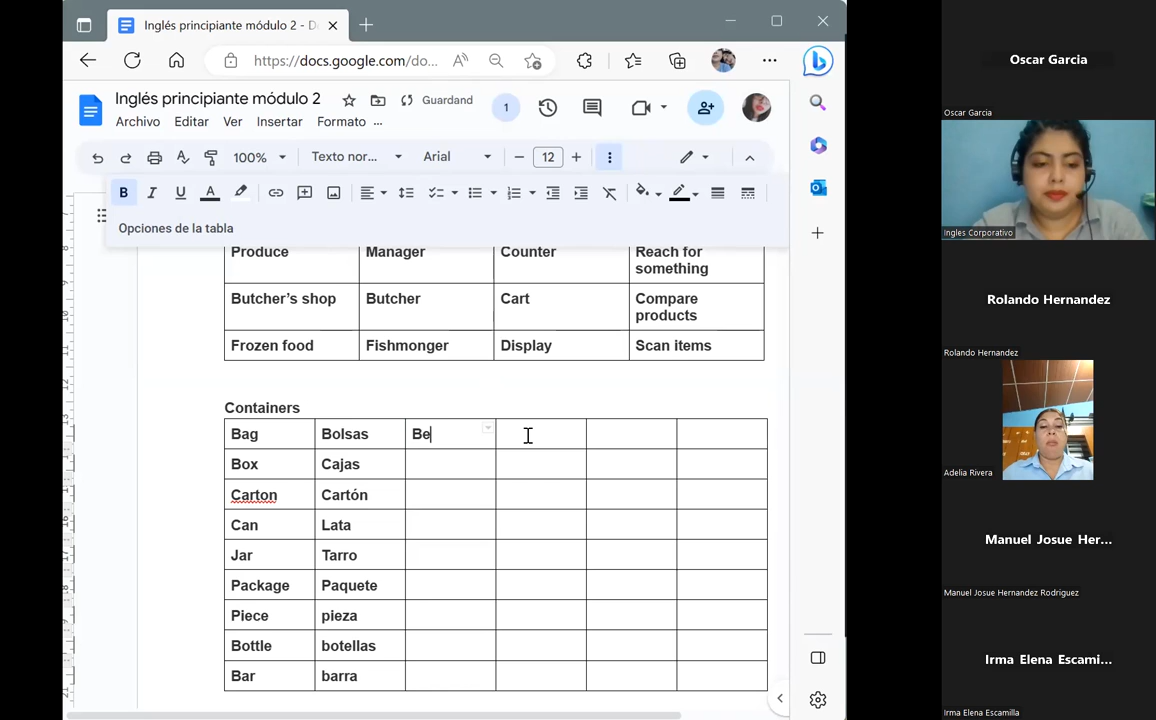 Inglés principiante módulo 2 - D
https://docs.google.com/do...
Inglés principiante módulo 2
Guardand
1
Archivo Editar Ver Insertar Formato ...
100% Texto nor... Arial 12
B I U A
Opciones de la tabla
Produce Manager Counter Reach for something
Butcher’s shop Butcher Cart Compare products
Frozen food Fishmonger Display Scan items
Containers
Bag Bolsas Be
Box Cajas
Carton Cartón
Can Lata
Jar Tarro
Package Paquete
Piece pieza
Bottle botellas
Bar barra
Oscar Garcia
Oscar Garcia
Ingles Corporativo
Rolando Hernandez
Rolando Hernandez
Adelia Rivera
Manuel Josue Her...
Manuel Josue Hernandez Rodriguez
Irma Elena Escami...
Irma Elena Escamilla